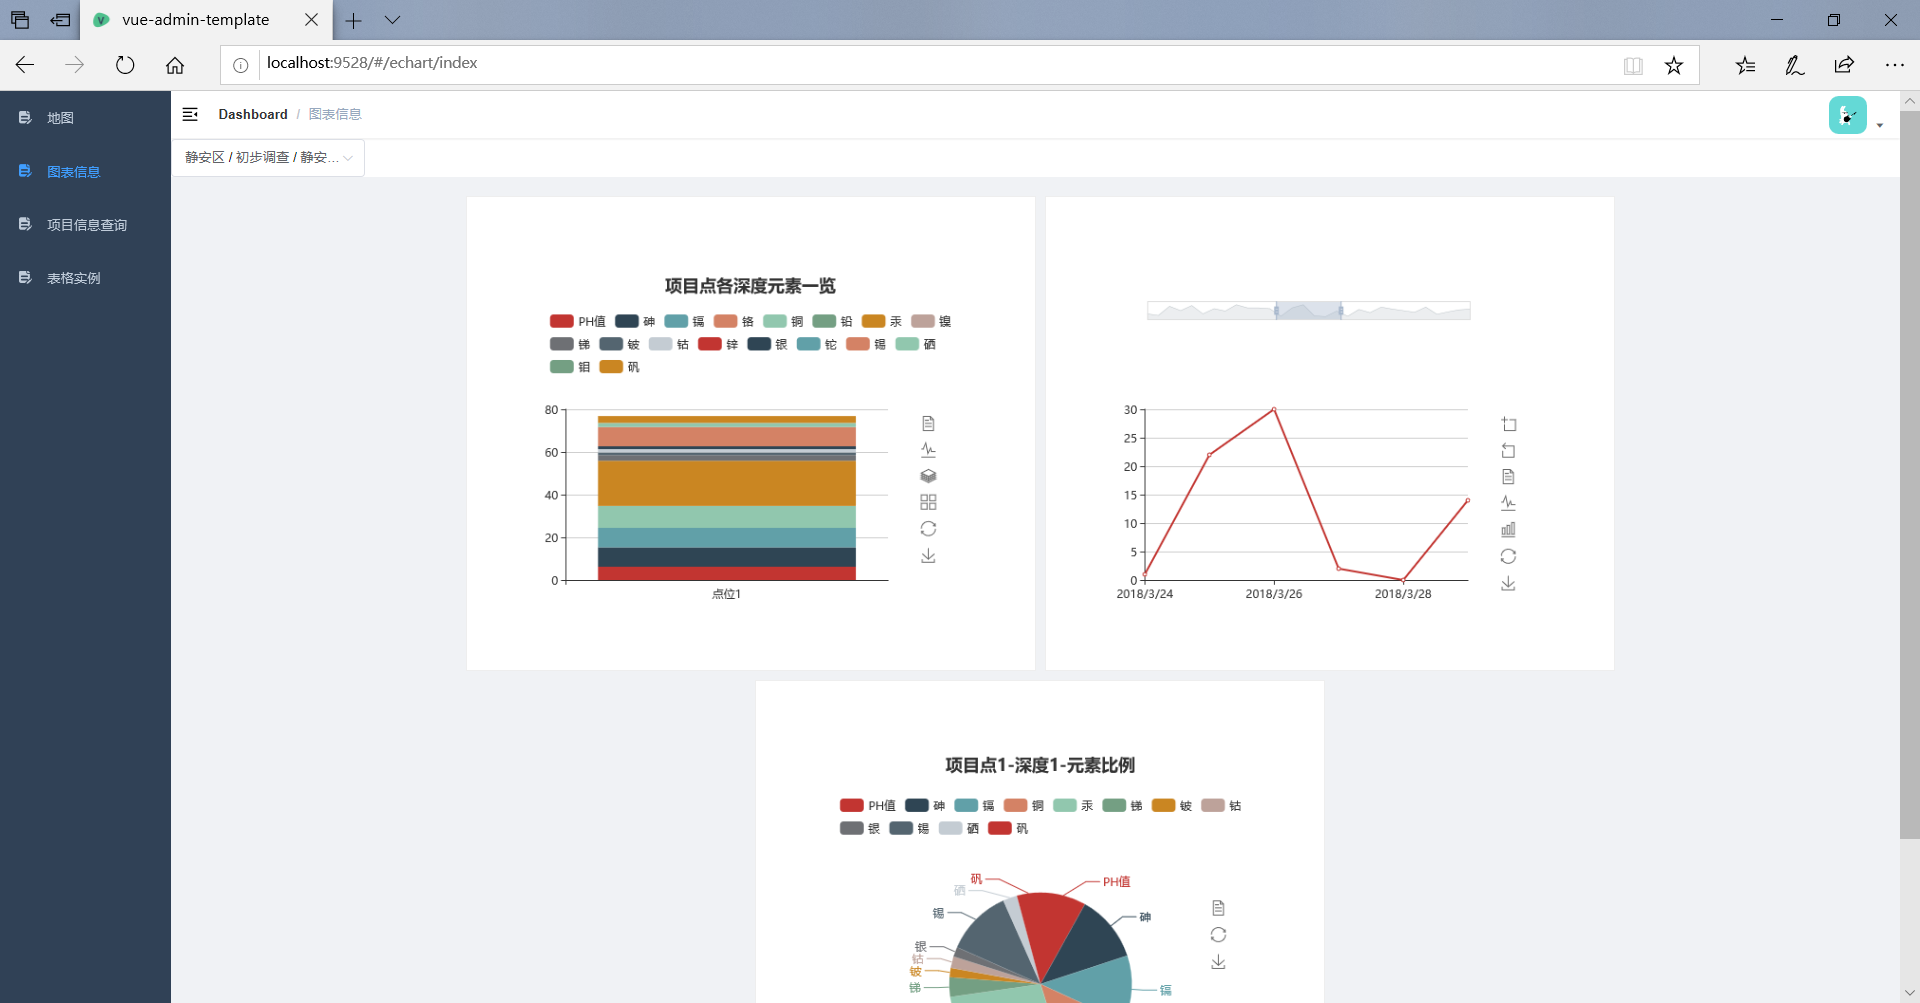 vue-admin-template
localhost:9528/#/echart/index
地图
图表信息
项目信息查询
表格实例
Dashboard / 图表信息
静安区 / 初步调查 / 静安...
项目点各深度元素一览
PH值 砷 镉 铬 铜 铅 汞 镍
锑 铍 钴 锌 银 铊 锡 硒
钼 矾
80
60
40
20
0
点位1
30
25
20
15
10
5
0
2018/3/24 2018/3/26 2018/3/28
项目点1-深度1-元素比例
PH值 砷 镉 铜 汞 锑 铍 钴
银 锡 硒 矾
矾
PH值
硒
锡
砷
银
钴
铍
锑
镉